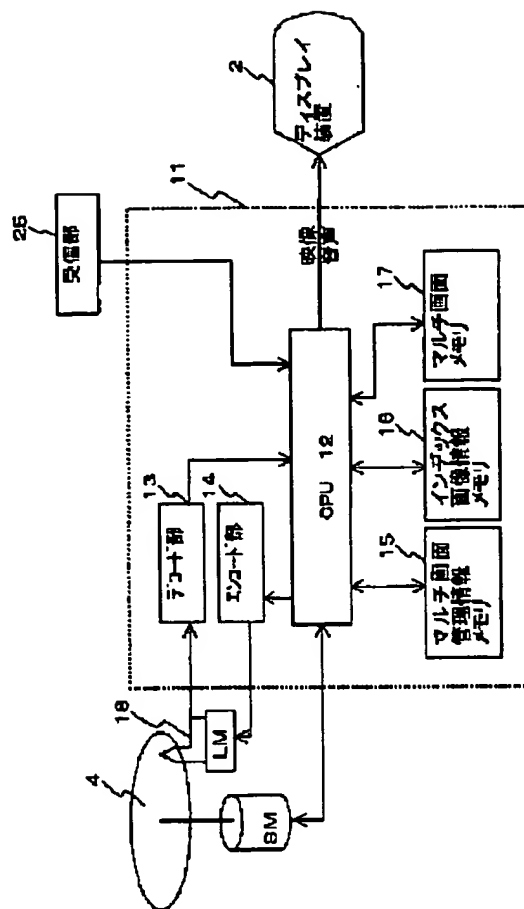 25
受信部
11
2
ディスプレイ
装置
映像
音声
4
18
LM
SM
13
デコード部
14
エンコード部
CPU 12
15
マルチ画面
管理情報
メモリ
16
インデックス
画像情報
メモリ
17
マルチ画面
メモリ